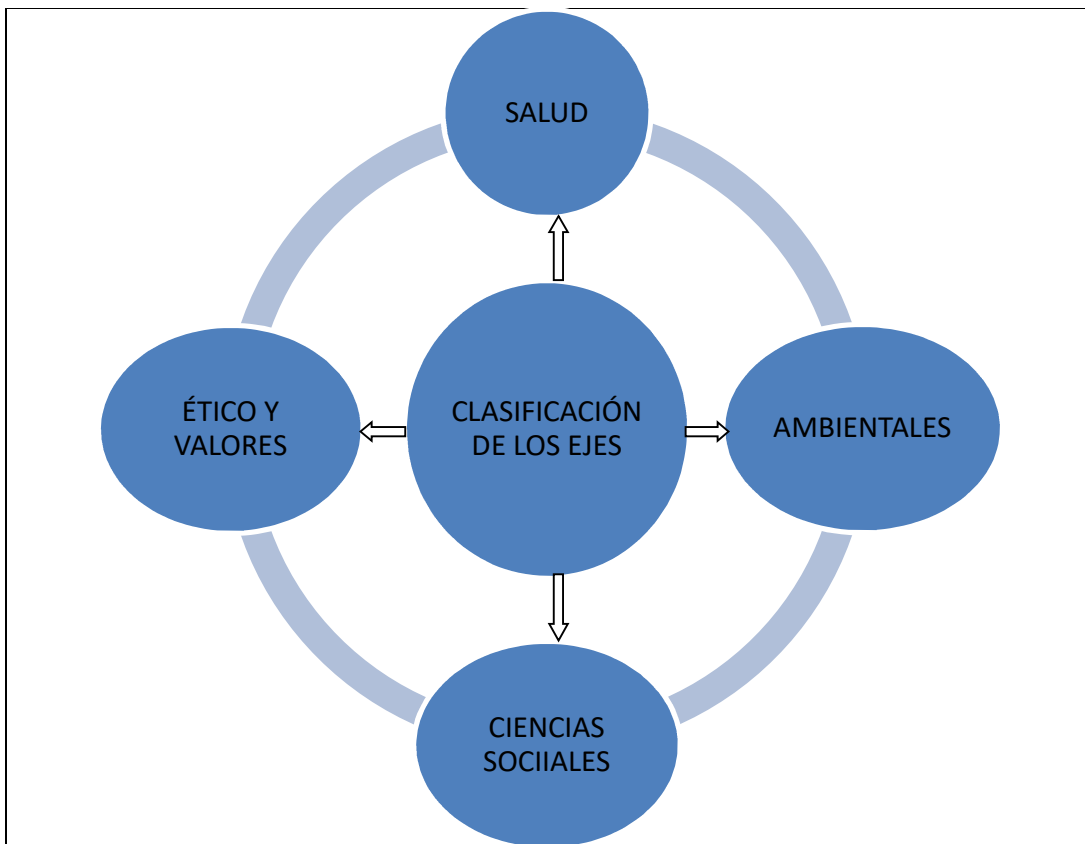 SALUD
ÉTICO Y
VALORES
CLASIFICACIÓN
DE LOS EJES
AMBIENTALES
CIENCIAS
SOCIIALES